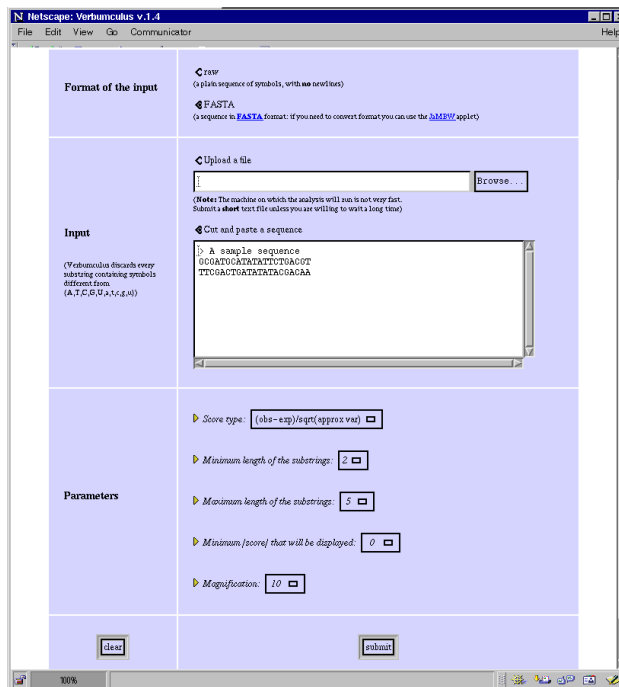 Netscape: Verbumculus v.1.4
File Edit View Go Communicator Help
Format of the input
raw
(a plain sequence of symbols, with no newlines)
FASTA
(a sequence in FASTA format: if you need to convert format you can use the JaMBW applet)
Input
(Verbumculus discards every
substring containing symbols
different from
{A,T,C,G,U,a,t,c,g,u})
Upload a file
Browse...
(Note: The machine on which the analysis will run is not very fast.
Submit a short text file unless you are willing to wait a long time)
Cut and paste a sequence
> A sample sequence
GCGATGCATATATTCTGACGT
TTCGACTGATATATACGACAA
Parameters
Score type: (obs-exp)/sqrt(approx var)
Minimum length of the substrings: 2
Maximum length of the substrings: 5
Minimum |score| that will be displayed: 0
Magnification: 10
clear
submit
100%